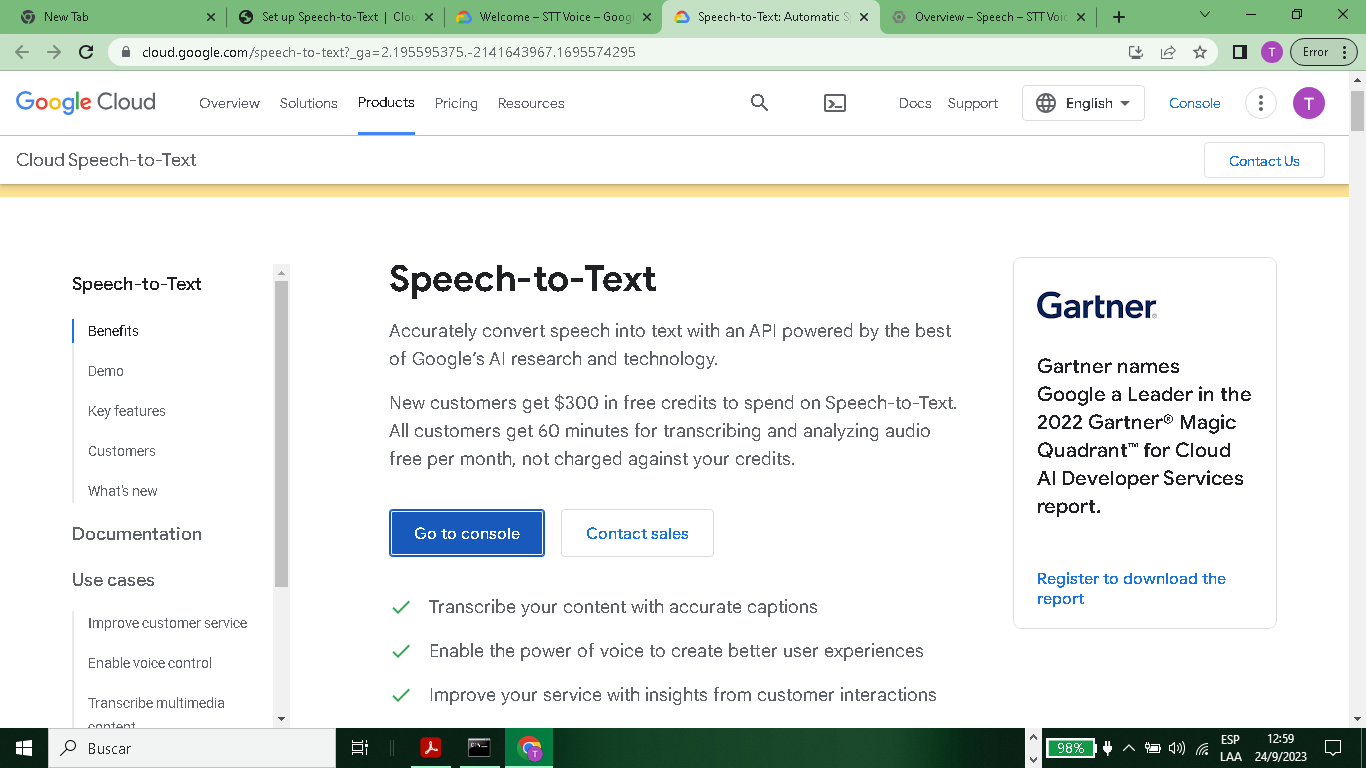 New Tab
Set up Speech-to-Text | Clou
Welcome – STT Voice – Goog
Speech-to-Text: Automatic S
Overview – Speech – STT Voic
cloud.google.com/speech-to-text?_ga=2.195595375.-2141643967.1695574295
T
Error
Google Cloud
Overview
Solutions
Products
Pricing
Resources
Docs
Support
English
Console
T
Cloud Speech-to-Text
Contact Us
Speech-to-Text
Benefits
Demo
Key features
Customers
What's new
Documentation
Use cases
Improve customer service
Enable voice control
Transcribe multimedia
content
Speech-to-Text
Accurately convert speech into text with an API powered by the best
of Google's AI research and technology.
New customers get $300 in free credits to spend on Speech-to-Text.
All customers get 60 minutes for transcribing and analyzing audio
free per month, not charged against your credits.
Go to console
Contact sales
Transcribe your content with accurate captions
Enable the power of voice to create better user experiences
Improve your service with insights from customer interactions
Gartner®
Gartner names
Google a Leader in the
2022 Gartner® Magic
Quadrant™ for Cloud
AI Developer Services
report.
Register to download the
report
Buscar
T
98%
ESP
LAA
12:59
24/9/2023